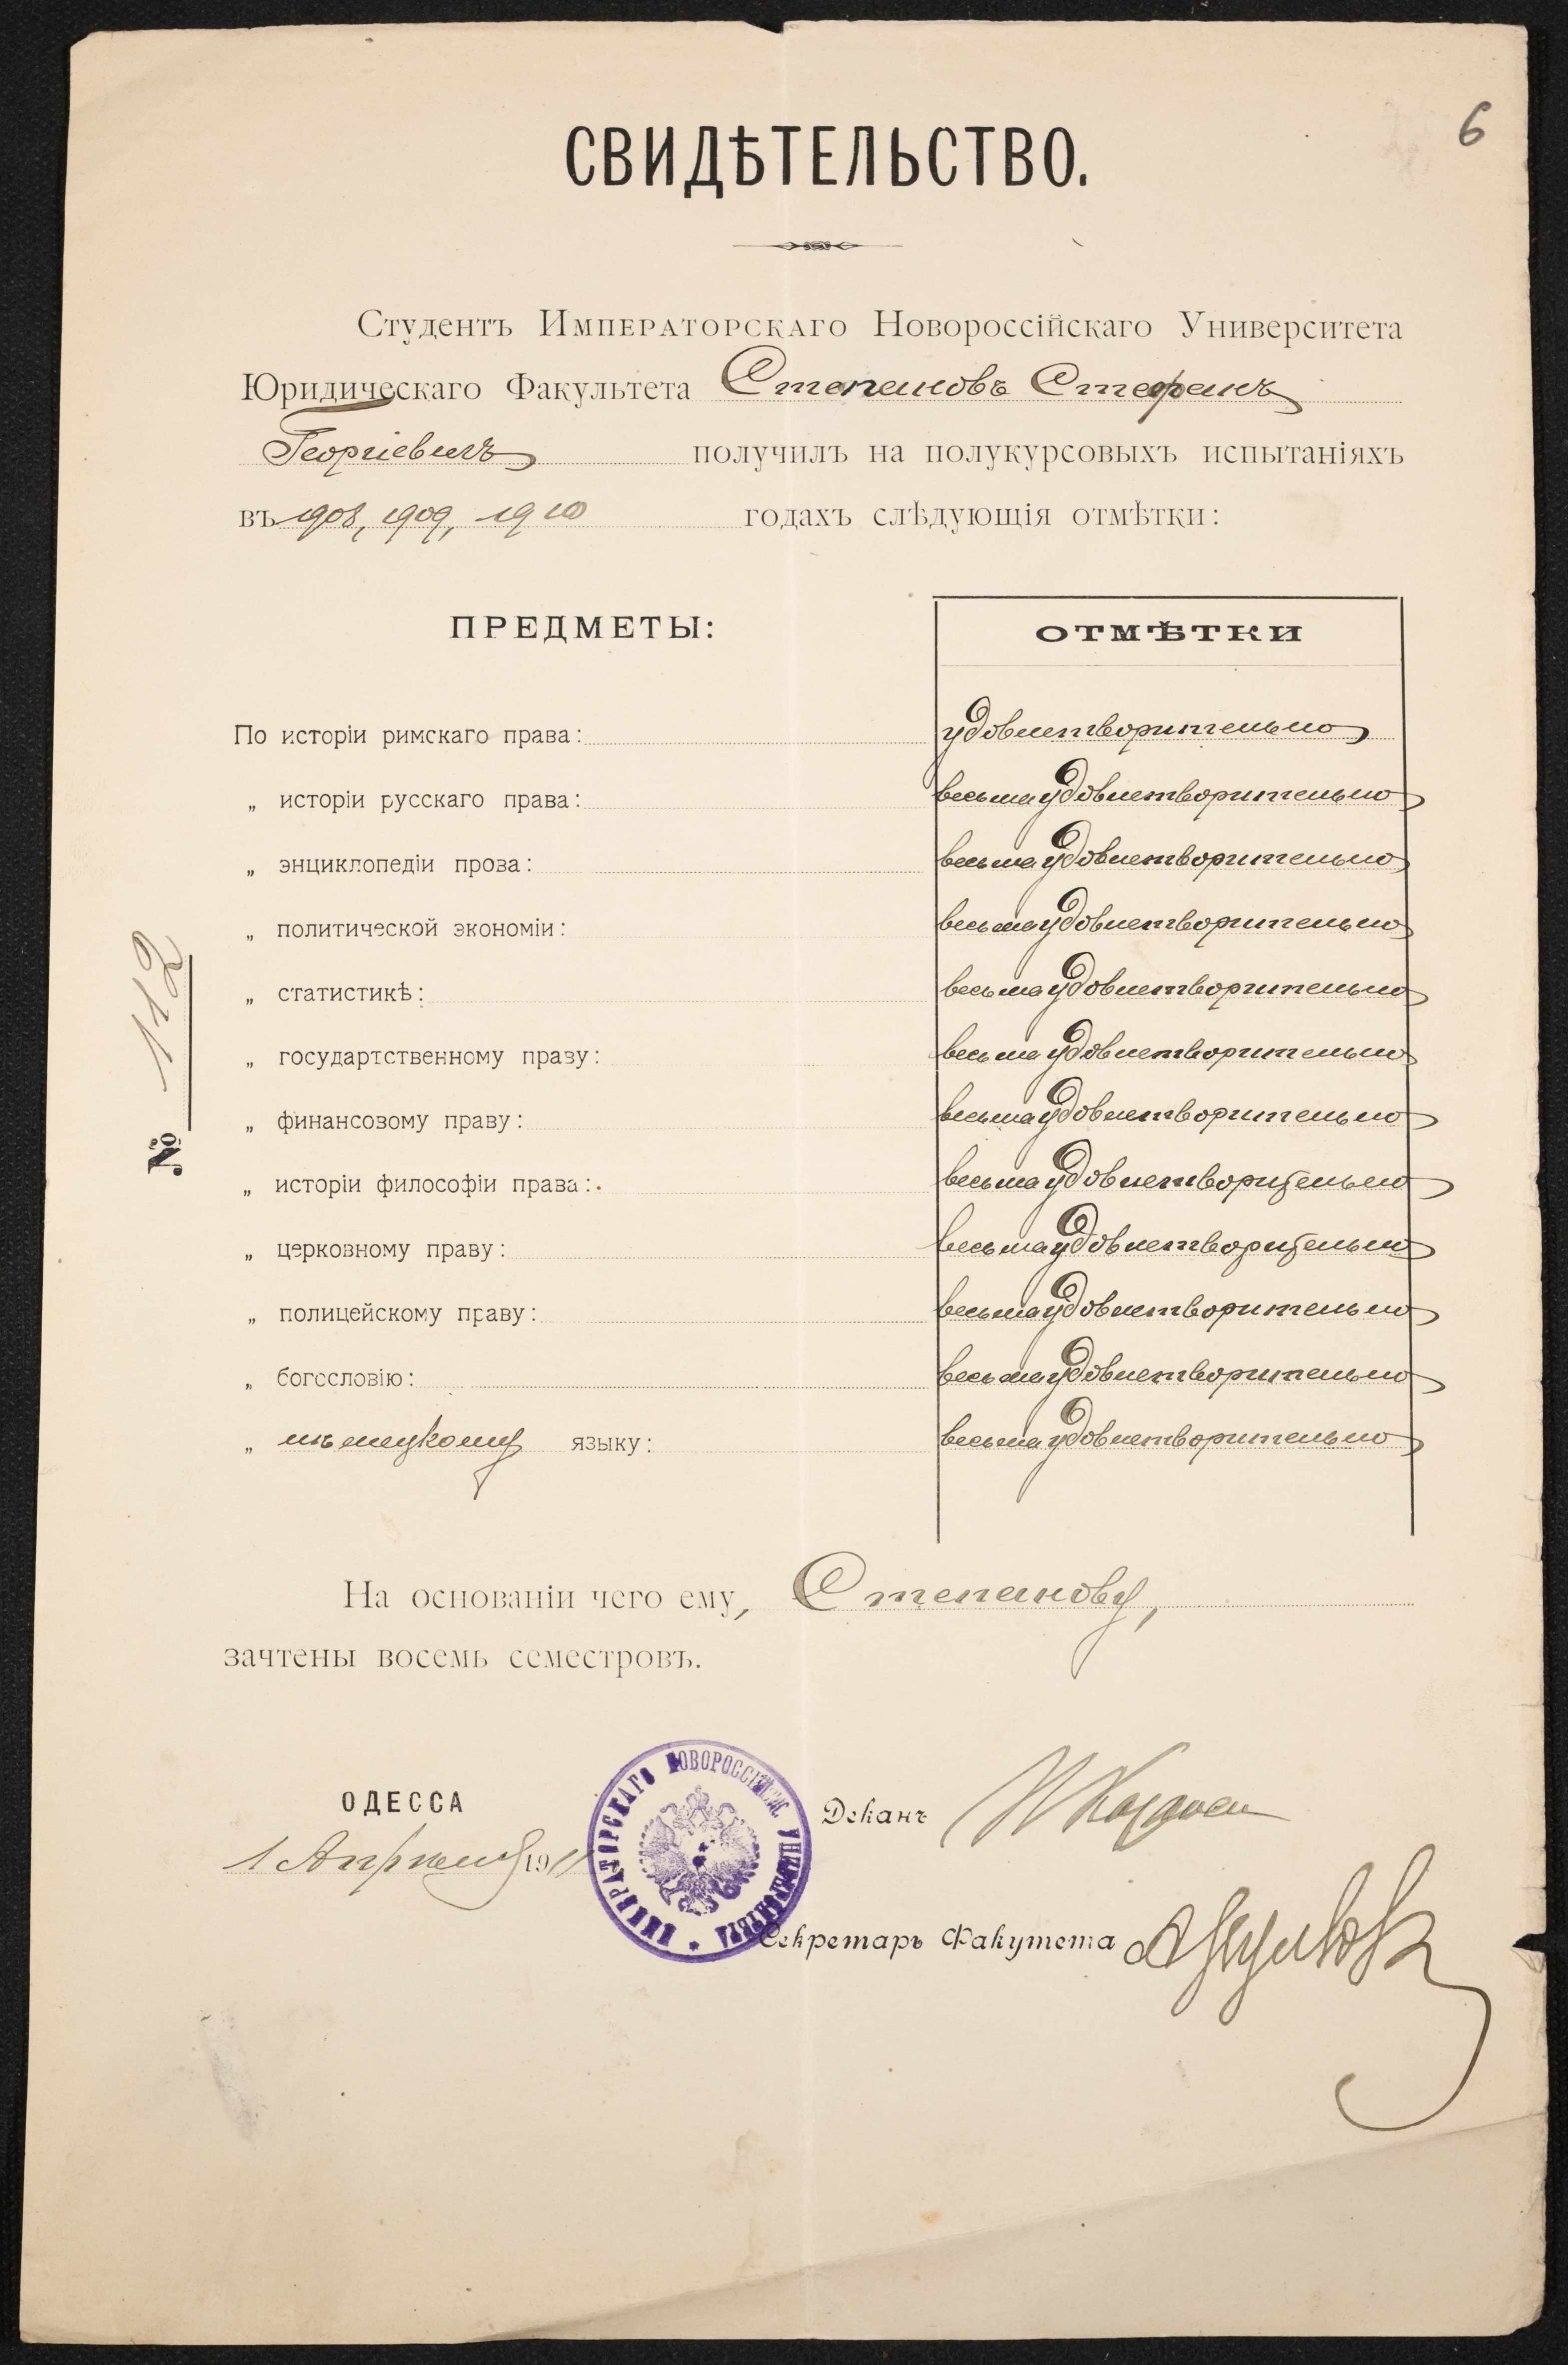 6
СВИДѢТЕЛЬСТВО.
Студентъ Императорскаго Новороссійскаго Университета
Юридическаго Факультета Степановъ Стефанъ
Георгіевичъ получилъ на полукурсовыхъ испытаніяхъ
въ 1908, 1909, 1910 годахъ слѣдующія отмѣтки:
ПРЕДМЕТЫ: ОТМѢТКИ
По исторіи римскаго права: удовлетворительно
„ исторіи русскаго права: весьма удовлетворительно
„ энциклопедіи прова: весьма удовлетворительно
„ политической экономіи: весьма удовлетворительно
„ статистикѣ: весьма удовлетворительно
„ государтственному праву: весьма удовлетворительно
„ финансовому праву: весьма удовлетворительно
„ исторіи философіи права: весьма удовлетворительно
„ церковному праву: весьма удовлетворительно
„ полицейскому праву: весьма удовлетворительно
„ богословію: весьма удовлетворительно
„ нѣмецкому языку: весьма удовлетворительно
№ 112
На основаніи чего ему, Степанову,
зачтены восемь семестровъ.
ОДЕССА
1 Апрѣля 1911
ИМПЕРАТОРСКАГО НОВОРОССІЙСК. УНИВЕРСИТЕТА *
Деканъ
Секретарь Факутета